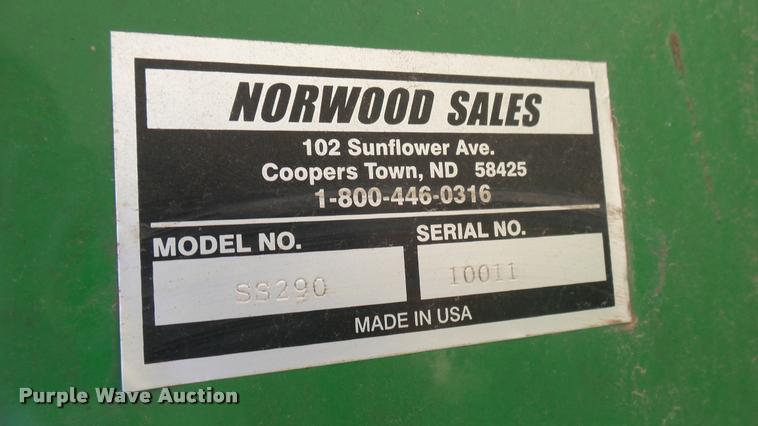 NORWOOD SALES
102 Sunflower Ave.
Coopers Town, ND 58425
1-800-446-0316
MODEL NO.
SERIAL NO.
SS290
10011
MADE IN USA
Purple Wave Auction